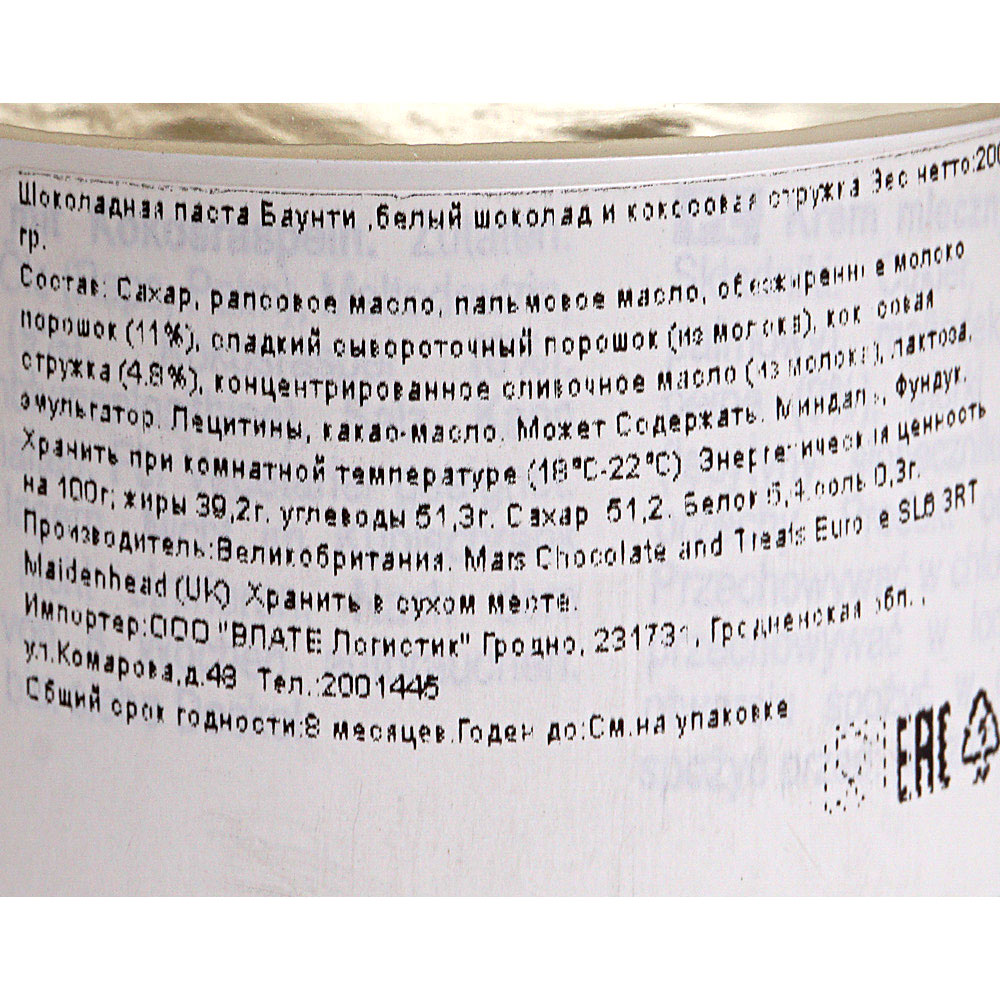 Шоколадная паста Баунти ,белый шоколад и кокосовая стружка Вес нетто:200
гр.
Состав: Сахар, рапсовое масло, пальмовое масло, обезжиренное молоко
порошок (11%), сладкий сывороточный порошок (из молока), кокосовая
стружка (4.8%), концентрированное сливочное масло (из молока), лактоза,
эмульгатор. Лецитины, какао-масло. Может Содержать. Миндаль, фундук.
Хранить при комнатной температуре (18°C-22°C) Энергетическая ценность
на 100г; жиры 39,2г. углеводы 51,3г. Сахар 51,2. Белок 5,4.соль 0,3г.
Производитель:Великобритания. Mars Chocolate and Treats Europe SL6 3RT
Maidenhead (UK) Хранить в сухом месте.
Импортер:ООО "ВЛАТЕ Логистик" Гродно, 231731, Гродненская обл.,
ул.Комарова,д.48 Тел.:2001445
Общий срок годности:8 месяцев.Годен до:См.на упаковке
EAC